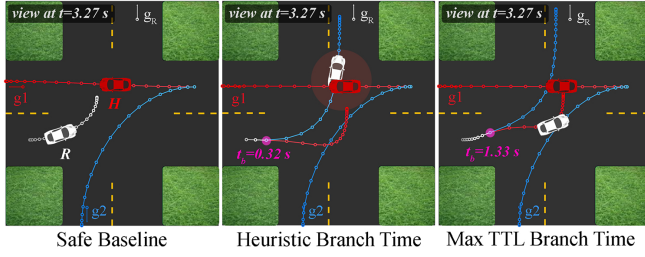 view at t=3.27 s
g_R
g1
H
R
g2
Safe Baseline
view at t=3.27 s
g_R
g1
t_b=0.32 s
g2
Heuristic Branch Time
view at t=3.27 s
g_R
g1
t_b=1.33 s
g2
Max TTL Branch Time